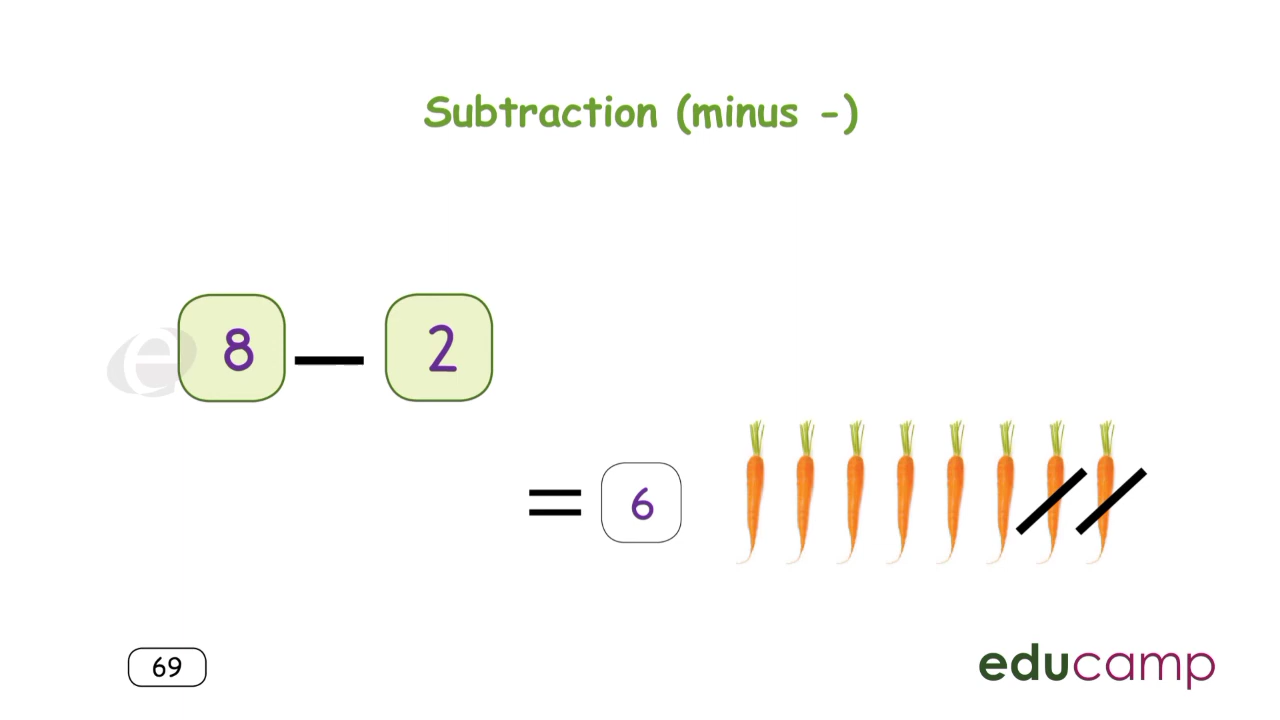 Subtraction (minus -)
8 - 2
= 6
69
educamp